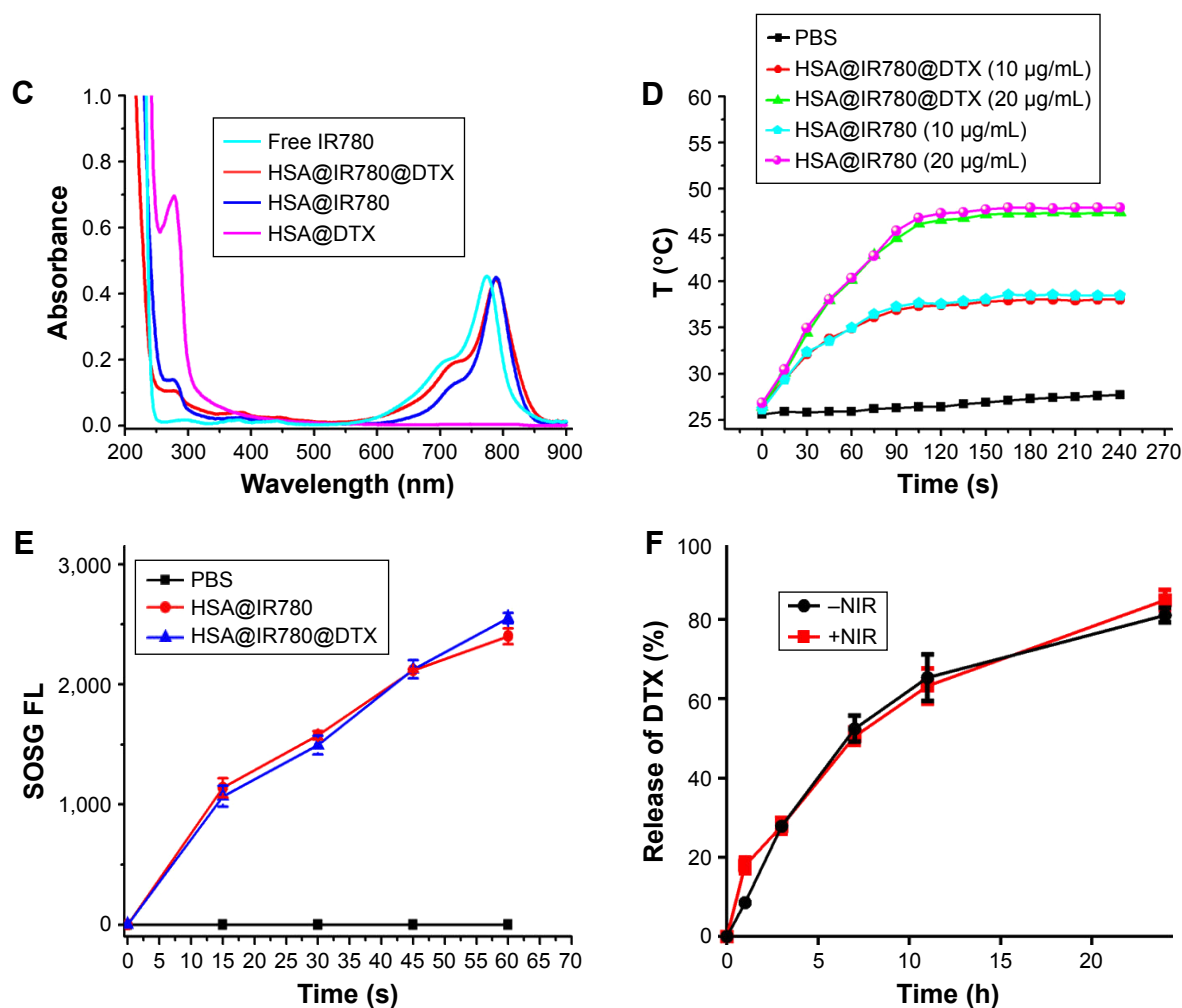 C
1.0
0.8
0.6
0.4
0.2
0.0
Absorbance
Free IR780
HSA@IR780@DTX
HSA@IR780
HSA@DTX
200 300 400 500 600 700 800 900
Wavelength (nm)
D
PBS
HSA@IR780@DTX (10 µg/mL)
HSA@IR780@DTX (20 µg/mL)
HSA@IR780 (10 µg/mL)
HSA@IR780 (20 µg/mL)
60
55
50
45
40
35
30
25
T (°C)
0 30 60 90 120 150 180 210 240 270
Time (s)
E
3,000
2,000
1,000
0
SOSG FL
PBS
HSA@IR780
HSA@IR780@DTX
0 5 10 15 20 25 30 35 40 45 50 55 60 65 70
Time (s)
F
100
80
60
40
20
0
Release of DTX (%)
–NIR
+NIR
0 5 10 15 20
Time (h)